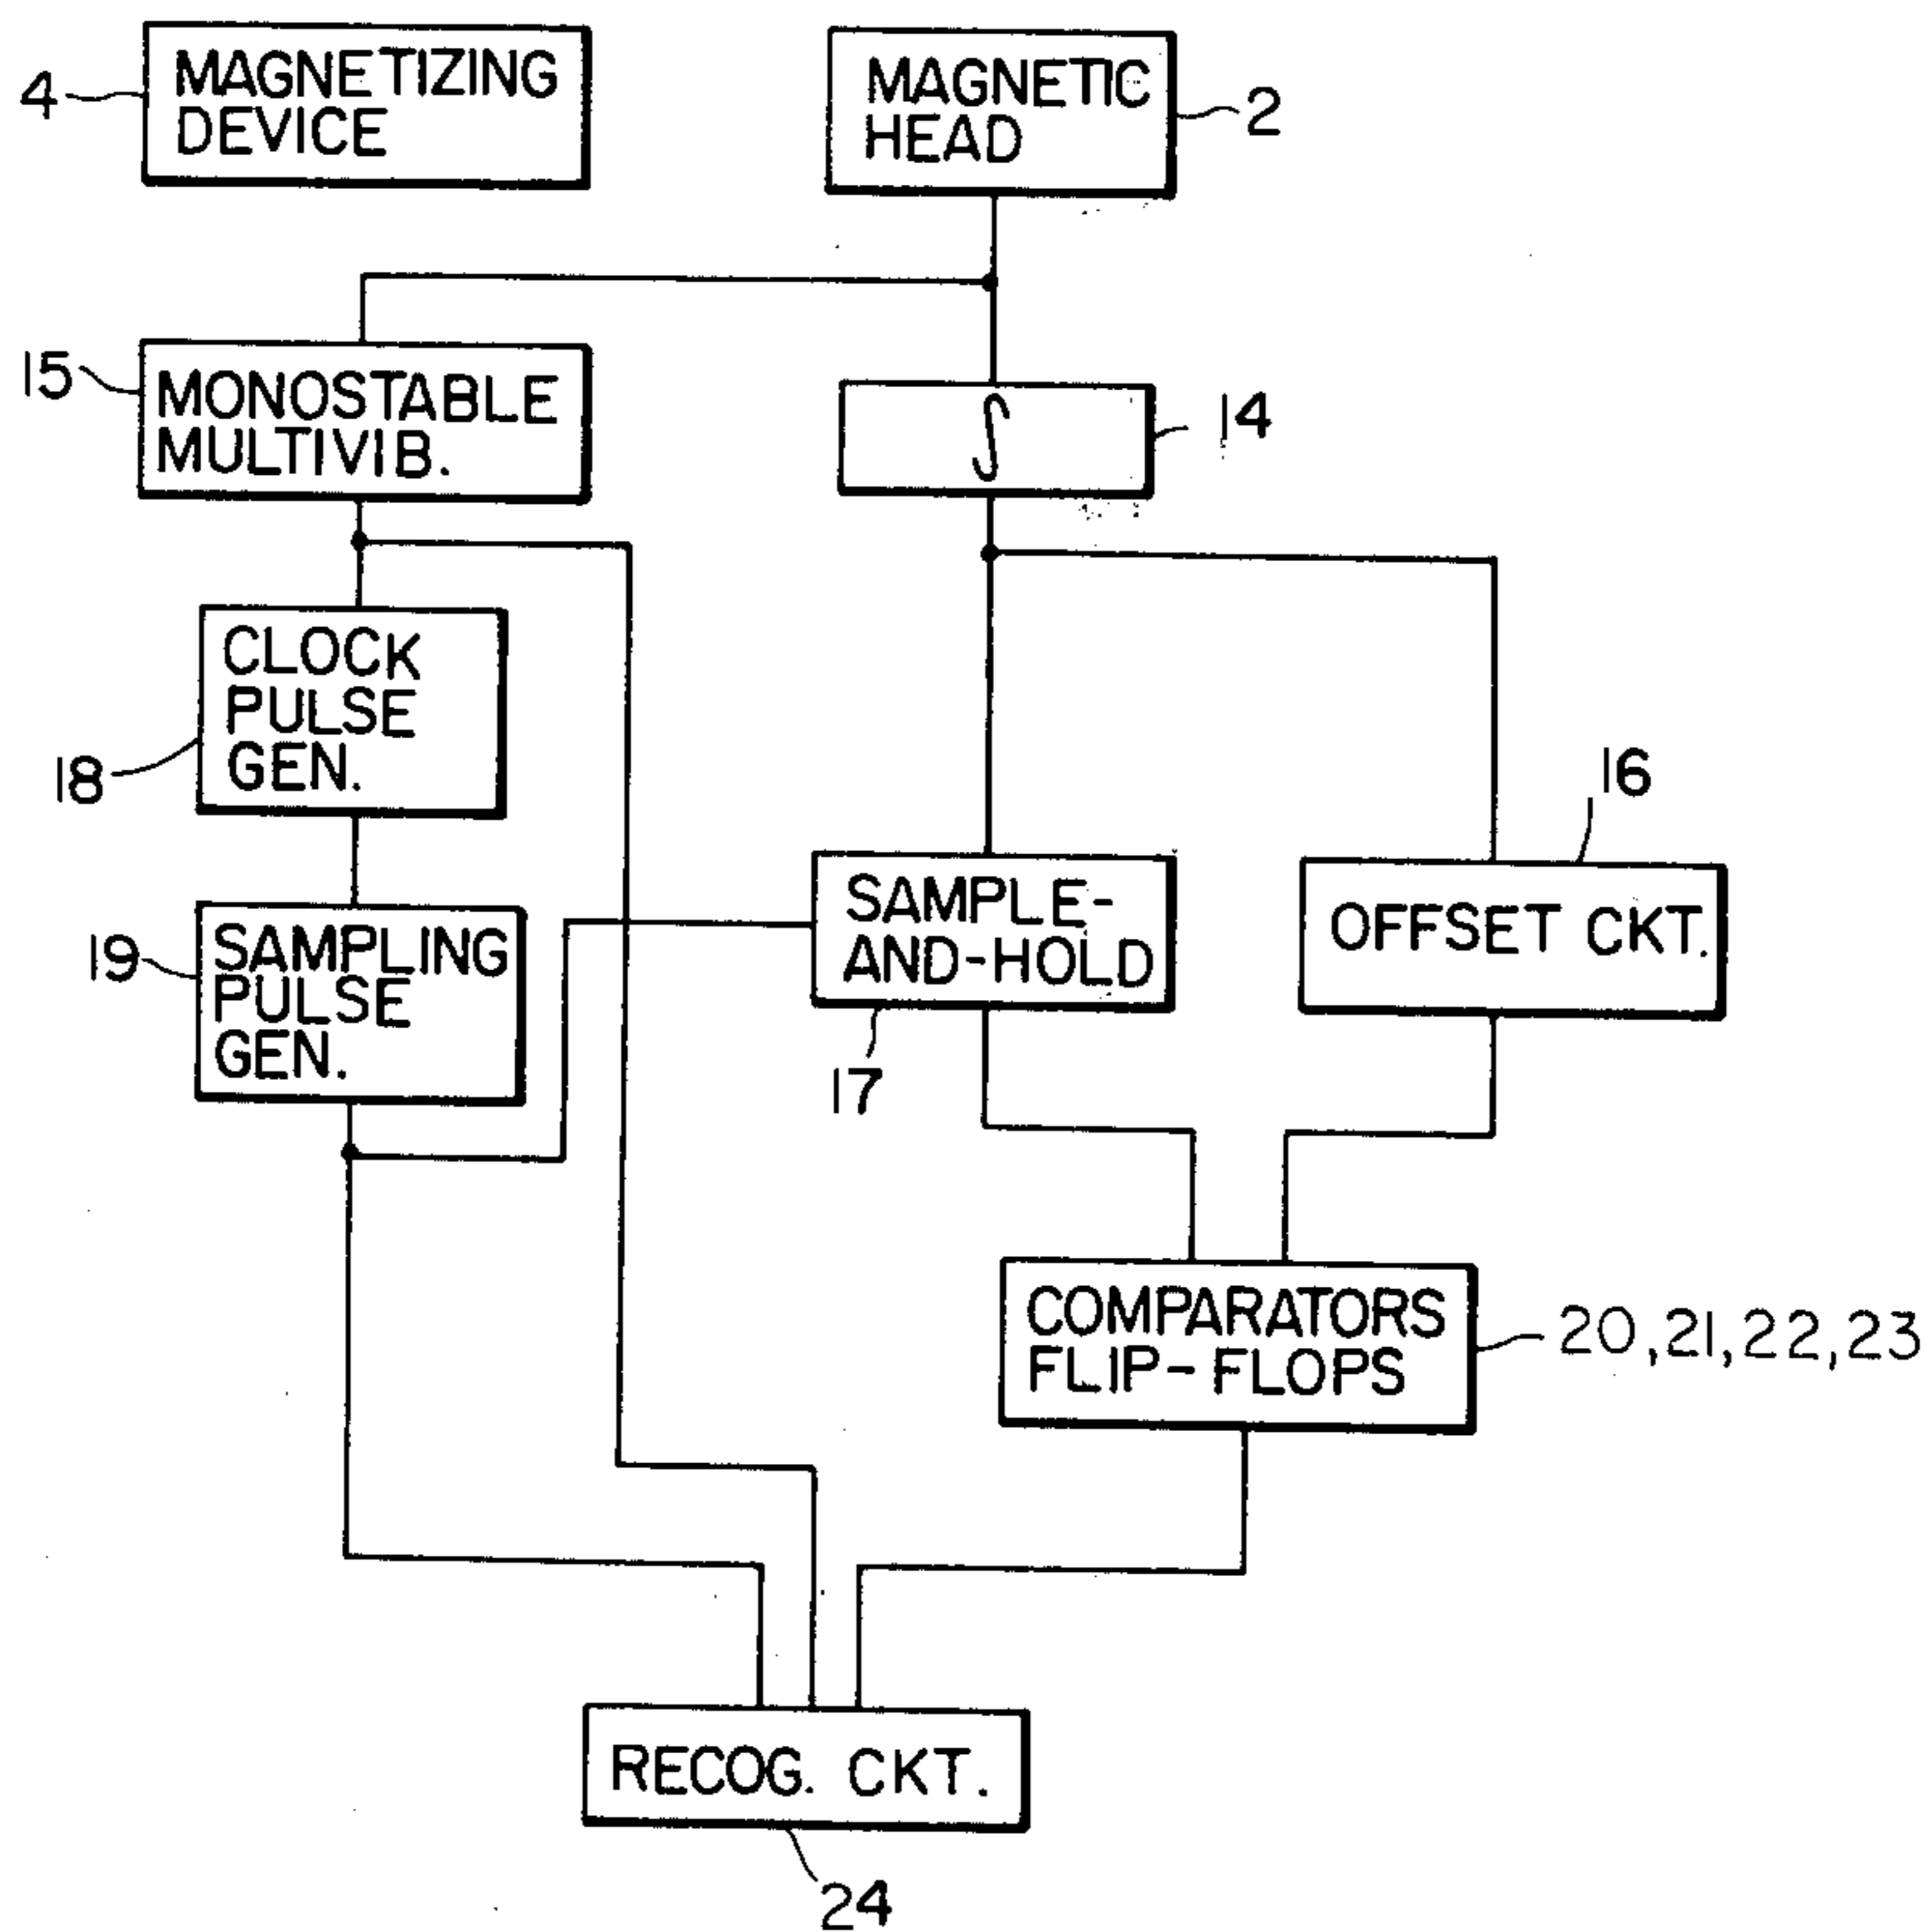 MAGNETIZING
DEVICE
4
MAGNETIC
HEAD
2
15
MONOSTABLE
MULTIVIB.
∫
14
CLOCK
PULSE
GEN.
18
16
SAMPLE-
AND-HOLD
17
OFFSET CKT.
19
SAMPLING
PULSE
GEN.
COMPARATORS
FLIP-FLOPS
20,21,22,23
RECOG. CKT.
24